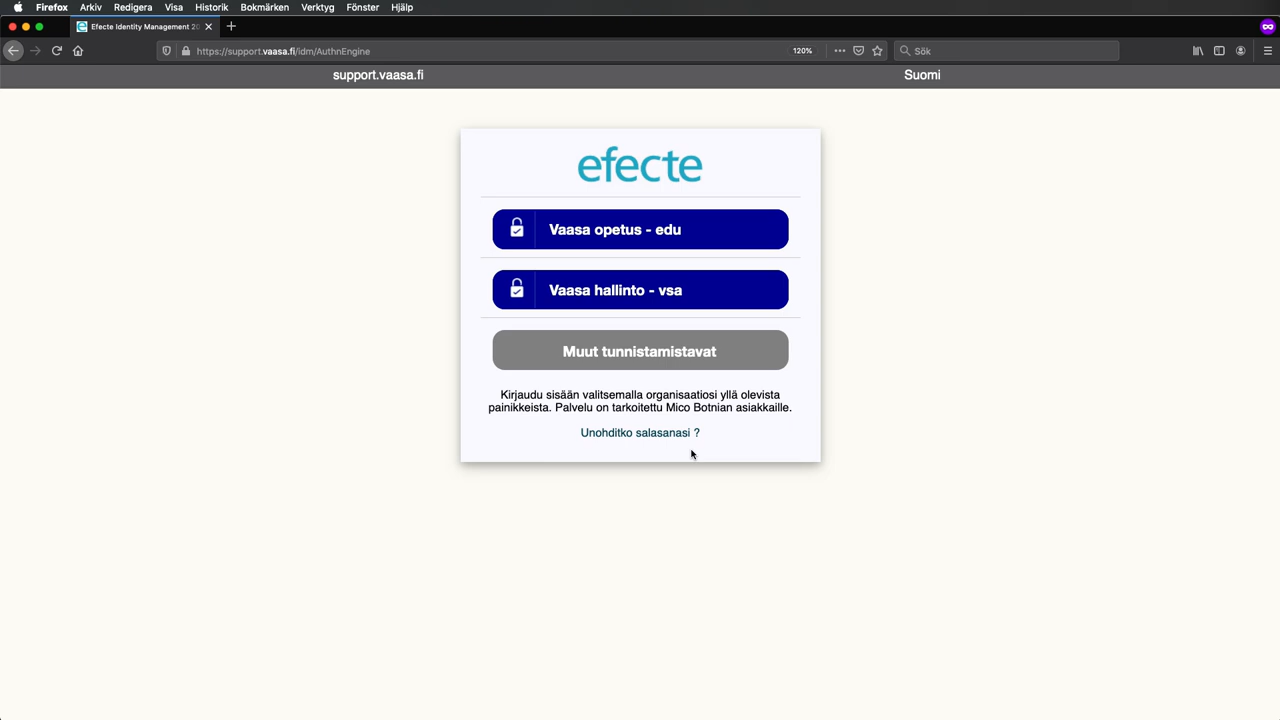 Firefox Arkiv Redigera Visa Historik Bokmärken Verktyg Fönster Hjälp
Efecte Identity Management 20
https://support.vaasa.fi/idm/AuthnEngine 120% Sök
support.vaasa.fi Suomi
efecte
Vaasa opetus - edu
Vaasa hallinto - vsa
Muut tunnistamistavat
Kirjaudu sisään valitsemalla organisaatiosi yllä olevista
painikkeista. Palvelu on tarkoitettu Mico Botnian asiakkaille.
Unohditko salasanasi ?